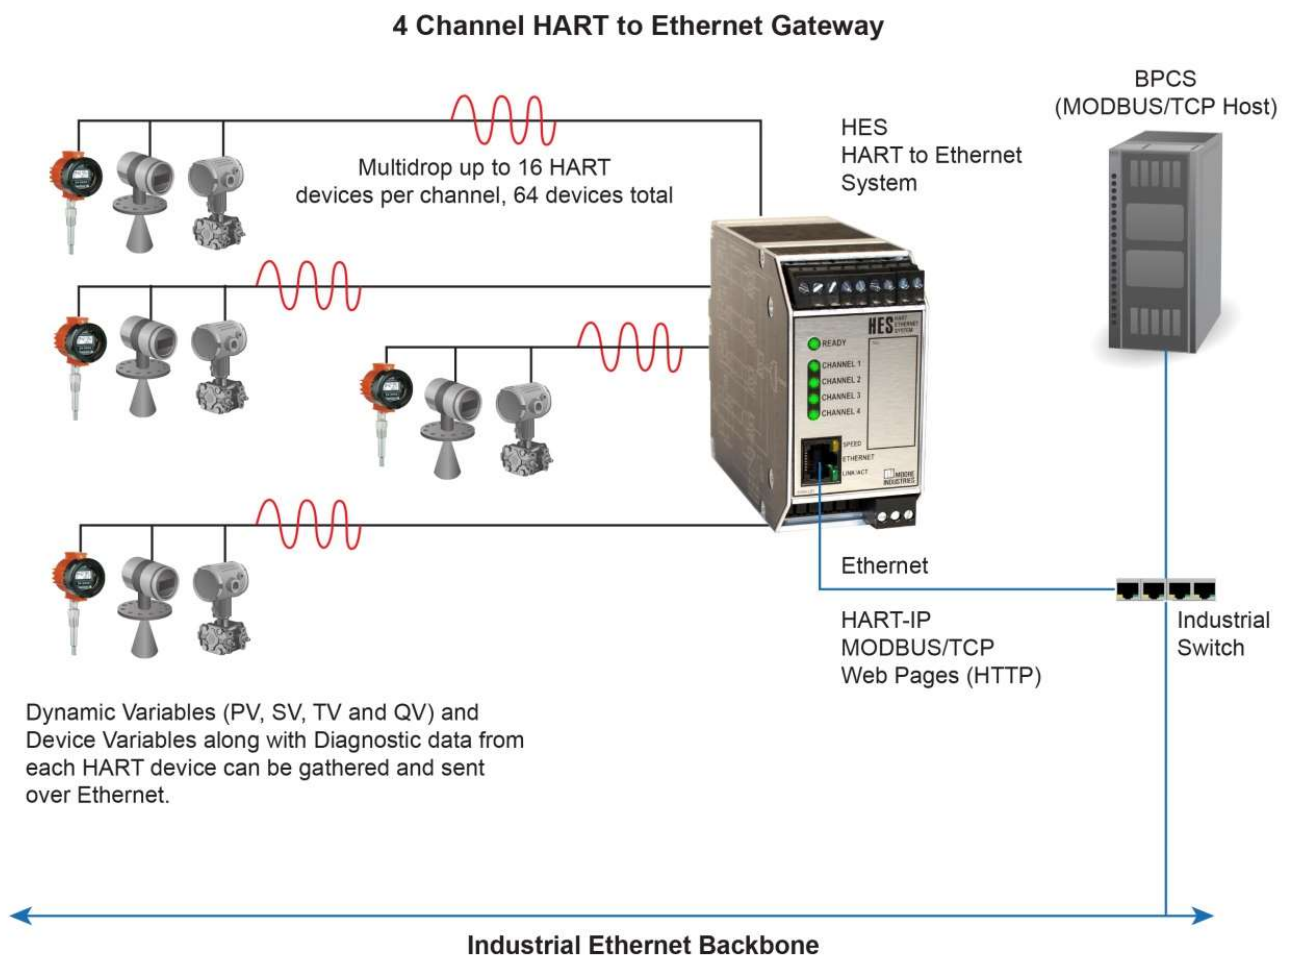 4 Channel HART to Ethernet Gateway
BPCS
(MODBUS/TCP Host)
HES
HART to Ethernet
System
Multidrop up to 16 HART
devices per channel, 64 devices total
HES HART
ETHERNET
SYSTEM
READY
CHANNEL 1
CHANNEL 2
CHANNEL 3
CHANNEL 4
SPEED
ETHERNET
LINK/ACT
MOORE
INDUSTRIES
Ethernet
HART-IP
MODBUS/TCP
Web Pages (HTTP)
Industrial
Switch
Dynamic Variables (PV, SV, TV and QV) and
Device Variables along with Diagnostic data from
each HART device can be gathered and sent
over Ethernet.
Industrial Ethernet Backbone